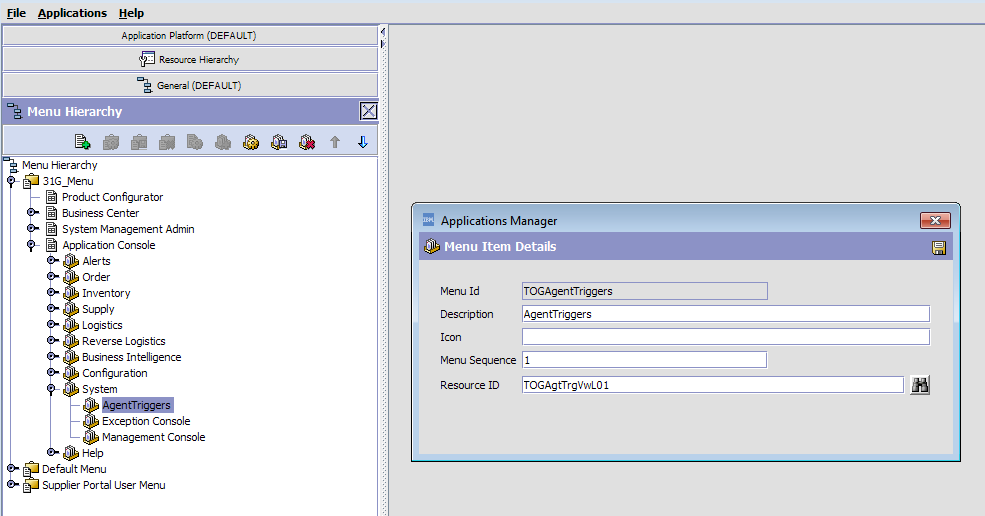 File Applications Help
Application Platform (DEFAULT)
Resource Hierarchy
General (DEFAULT)
Menu Hierarchy
Menu Hierarchy
31G_Menu
Product Configurator
Business Center
System Management Admin
Application Console
Alerts
Order
Inventory
Supply
Logistics
Reverse Logistics
Business Intelligence
Configuration
System
AgentTriggers
Exception Console
Management Console
Help
Default Menu
Supplier Portal User Menu
IBM Applications Manager
Menu Item Details
Menu Id TOGAgentTriggers
Description AgentTriggers
Icon
Menu Sequence 1
Resource ID TOGAgtTrgVwL01